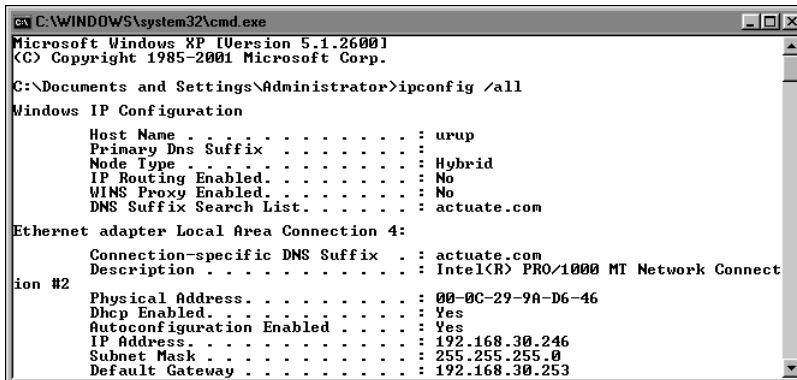 C:\WINDOWS\system32\cmd.exe
Microsoft Windows XP [Version 5.1.2600]
(C) Copyright 1985-2001 Microsoft Corp.
C:\Documents and Settings\Administrator>ipconfig /all
Windows IP Configuration
Host Name . . . . . . . . . . . . : urup
Primary Dns Suffix . . . . . . . :
Node Type . . . . . . . . . . . . : Hybrid
IP Routing Enabled. . . . . . . . : No
WINS Proxy Enabled. . . . . . . . : No
DNS Suffix Search List. . . . . . : actuate.com
Ethernet adapter Local Area Connection 4:
Connection-specific DNS Suffix . : actuate.com
Description . . . . . . . . . . . : Intel(R) PRO/1000 MT Network Connect
ion #2
Physical Address. . . . . . . . . : 00-0C-29-9A-D6-46
Dhcp Enabled. . . . . . . . . . . : Yes
Autoconfiguration Enabled . . . . : Yes
IP Address. . . . . . . . . . . . : 192.168.30.246
Subnet Mask . . . . . . . . . . . : 255.255.255.0
Default Gateway . . . . . . . . . : 192.168.30.253